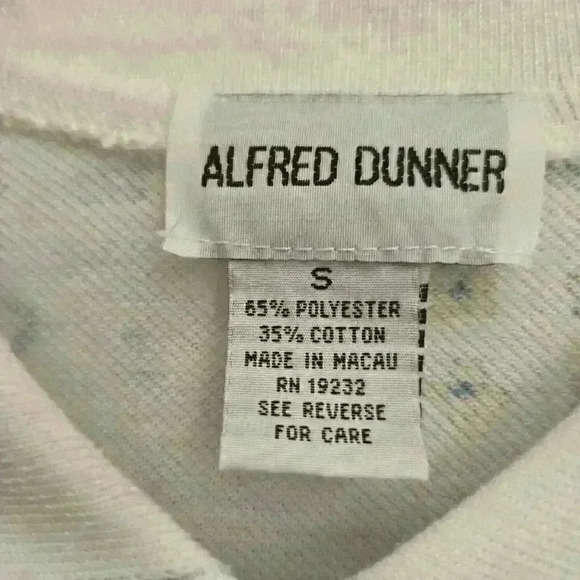 ALFRED DUNNER
S
65% POLYESTER
35% COTTON
MADE IN MACAU
RN 19232
SEE REVERSE
FOR CARE